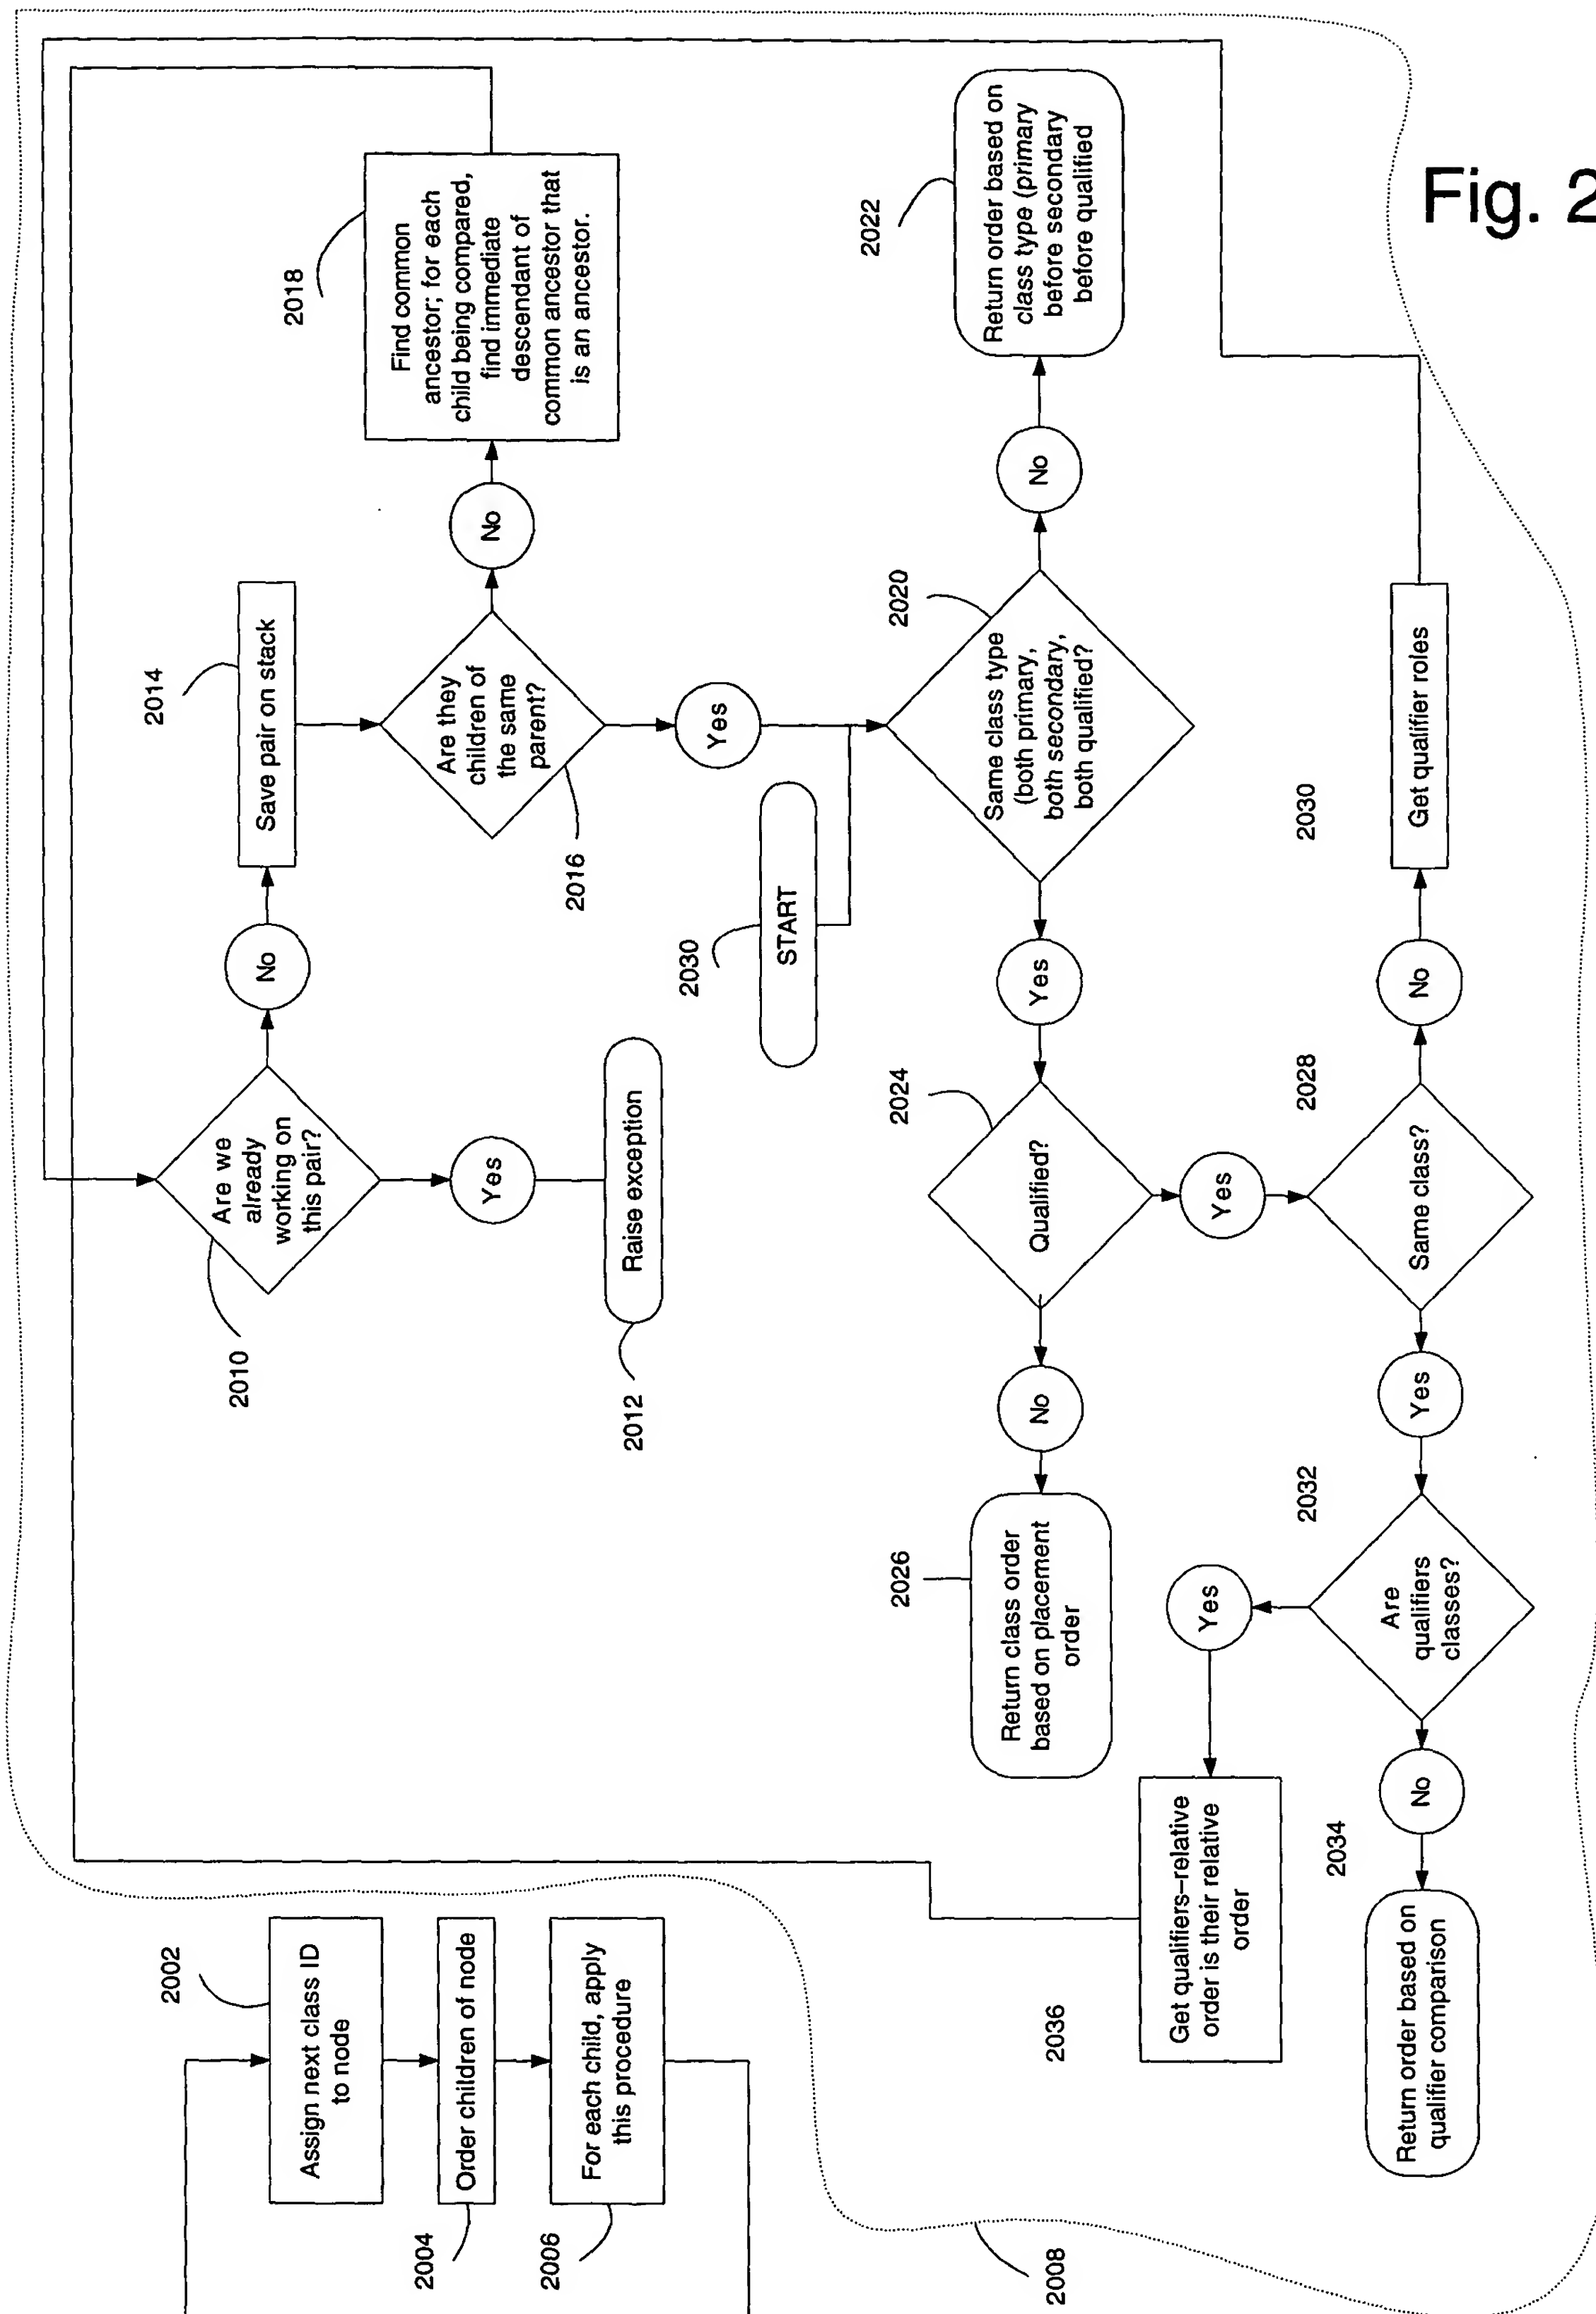 2002
Assign next class ID
to node
2004
Order children of node
2006
For each child, apply
this procedure
2008
2010
Are we
already
working on
this pair?
No
Yes
2012
Raise exception
2014
Save pair on stack
2016
Are they
children of
the same
parent?
No
Yes
2018
Find common
ancestor; for each
child being compared,
find immediate
descendant of
common ancestor that
is an ancestor.
2030
START
2020
Same class type
(both primary,
both secondary,
both qualified?
No
Yes
2022
Return order based on
class type (primary
before secondary
before qualified
2024
Qualified?
No
Yes
2026
Return class order
based on placement
order
2028
Same class?
No
Yes
2030
Get qualifier roles
2032
Are
qualifiers
classes?
Yes
No
2034
Return order based on
qualifier comparison
2036
Get qualifiers–relative
order is their relative
order
Fig. 2